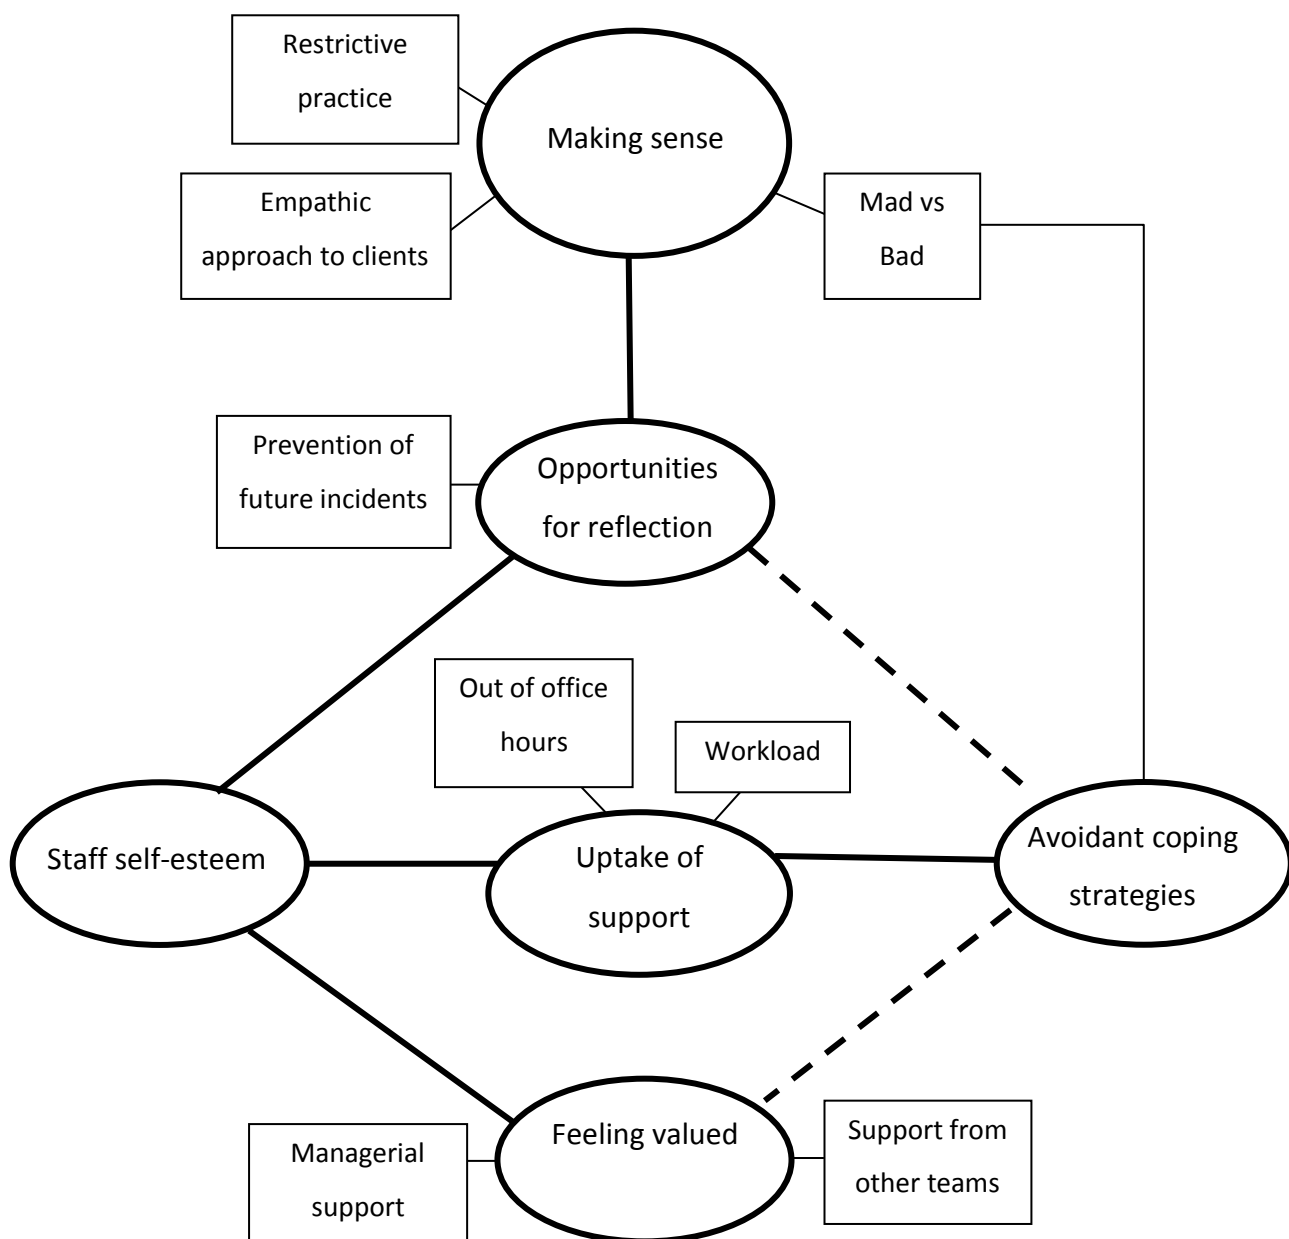 Restrictive
practice
Making sense
Empathic
approach to clients
Mad vs
Bad
Prevention of
future incidents
Opportunities
for reflection
Out of office
hours
Workload
Staff self-esteem
Uptake of
support
Avoidant coping
strategies
Feeling valued
Managerial
support
Support from
other teams